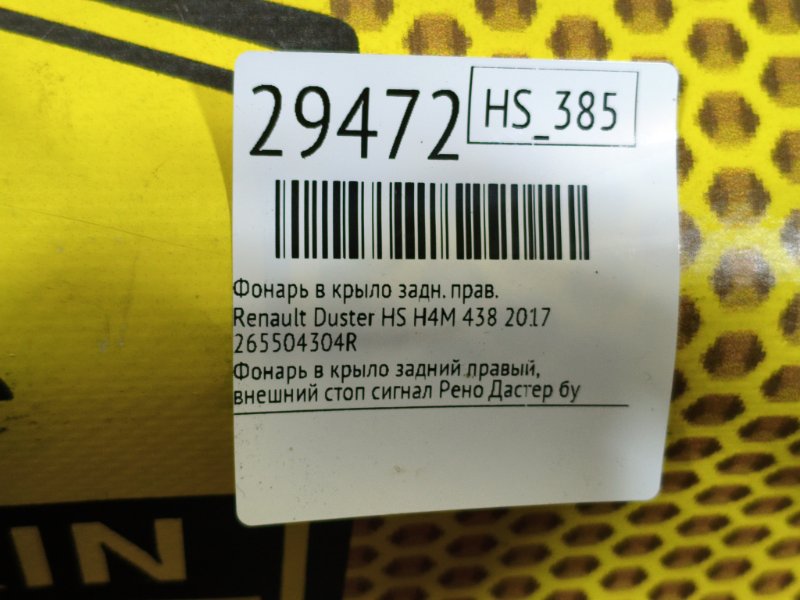 29472
HS_385
Фонарь в крыло задн. прав.
Renault Duster HS H4M 438 2017
265504304R
Фонарь в крыло задний правый,
внешний стоп сигнал Рено Дастер бу